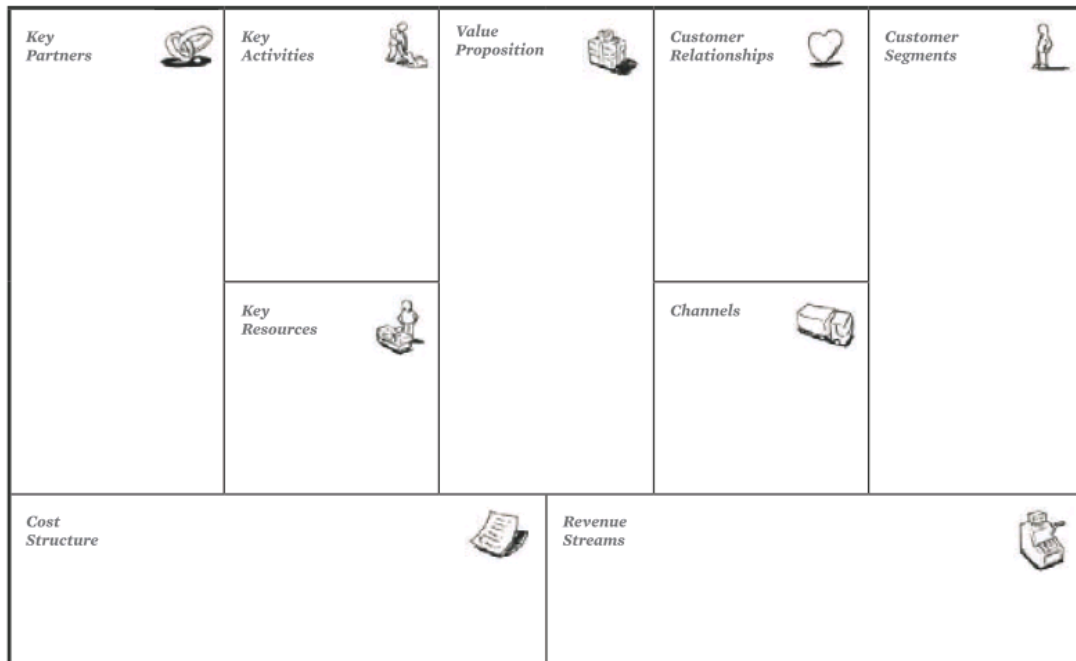 Key
Partners
Key
Activities
Value
Proposition
Customer
Relationships
Customer
Segments
Key
Resources
Channels
Cost
Structure
Revenue
Streams